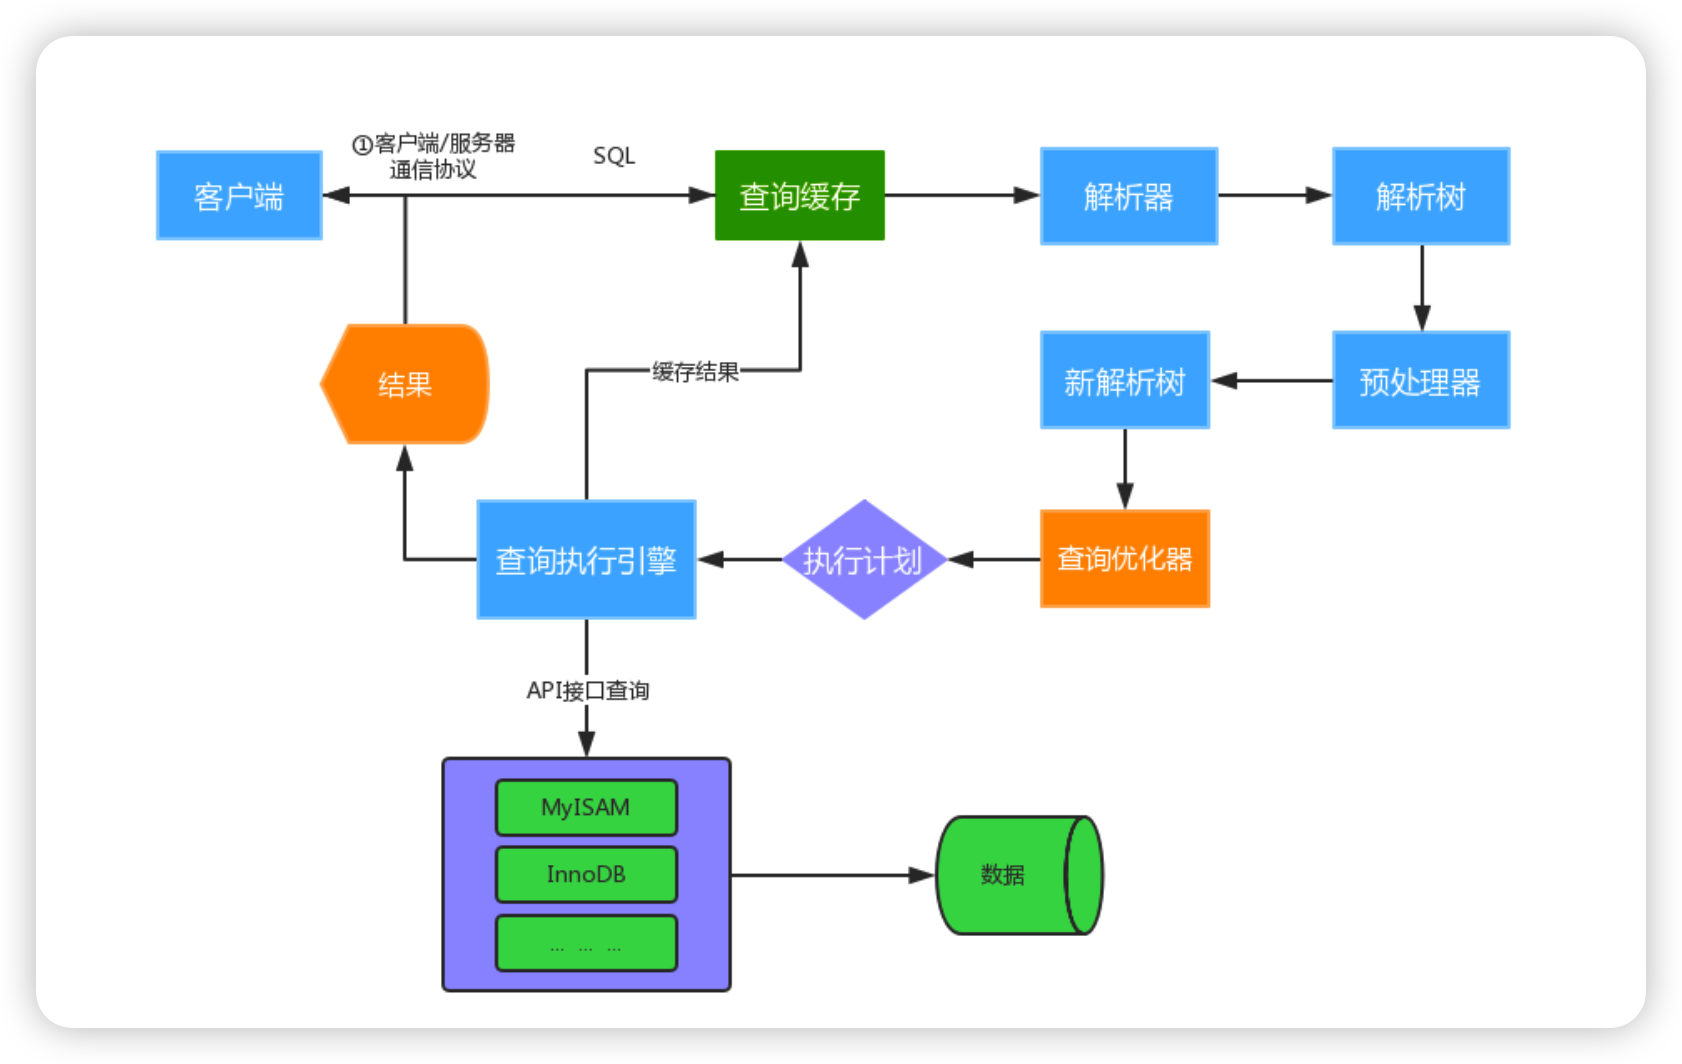 ①客户端/服务器
通信协议
SQL
客户端
查询缓存
解析器
解析树
缓存结果
结果
新解析树
预处理器
查询执行引擎
执行计划
查询优化器
API接口查询
MyISAM
InnoDB
... ... ...
数据